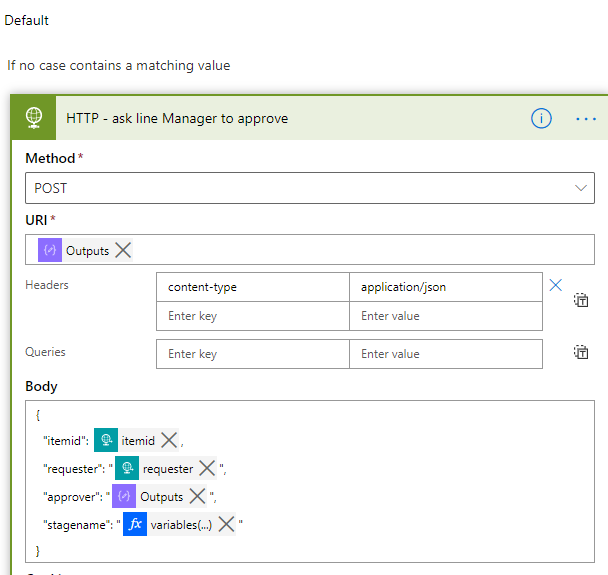 Default
If no case contains a matching value
HTTP - ask line Manager to approve
Method *
POST
URI *
Outputs
Headers
content-type application/json
Enter key Enter value
Queries
Enter key Enter value
Body
{
"itemid": itemid ,
"requester": " requester ",
"approver": " Outputs ",
"stagename": " fx variables(...) "
}